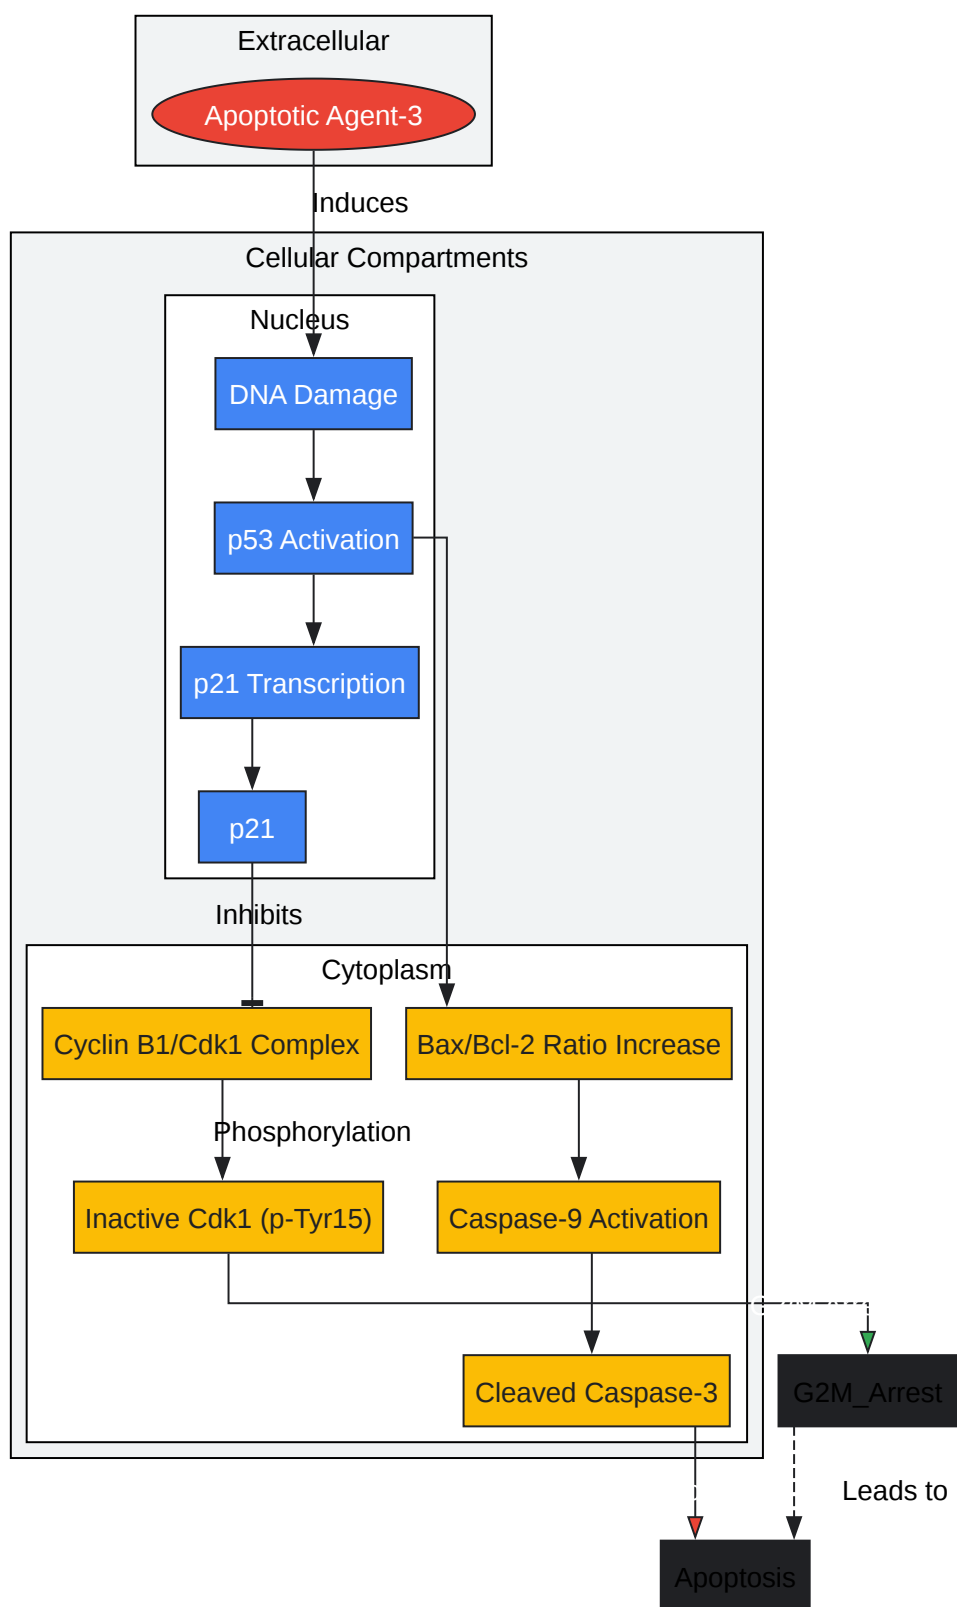 Extracellular
Apoptotic Agent-3
Induces
Cellular Compartments
Nucleus
DNA Damage
p53 Activation
p21 Transcription
p21
Inhibits
Cytoplasm
Cyclin B1/Cdk1 Complex
Bax/Bcl-2 Ratio Increase
Phosphorylation
Inactive Cdk1 (p-Tyr15)
Caspase-9 Activation
Cleaved Caspase-3
G2M_Arrest
Leads to
Apoptosis